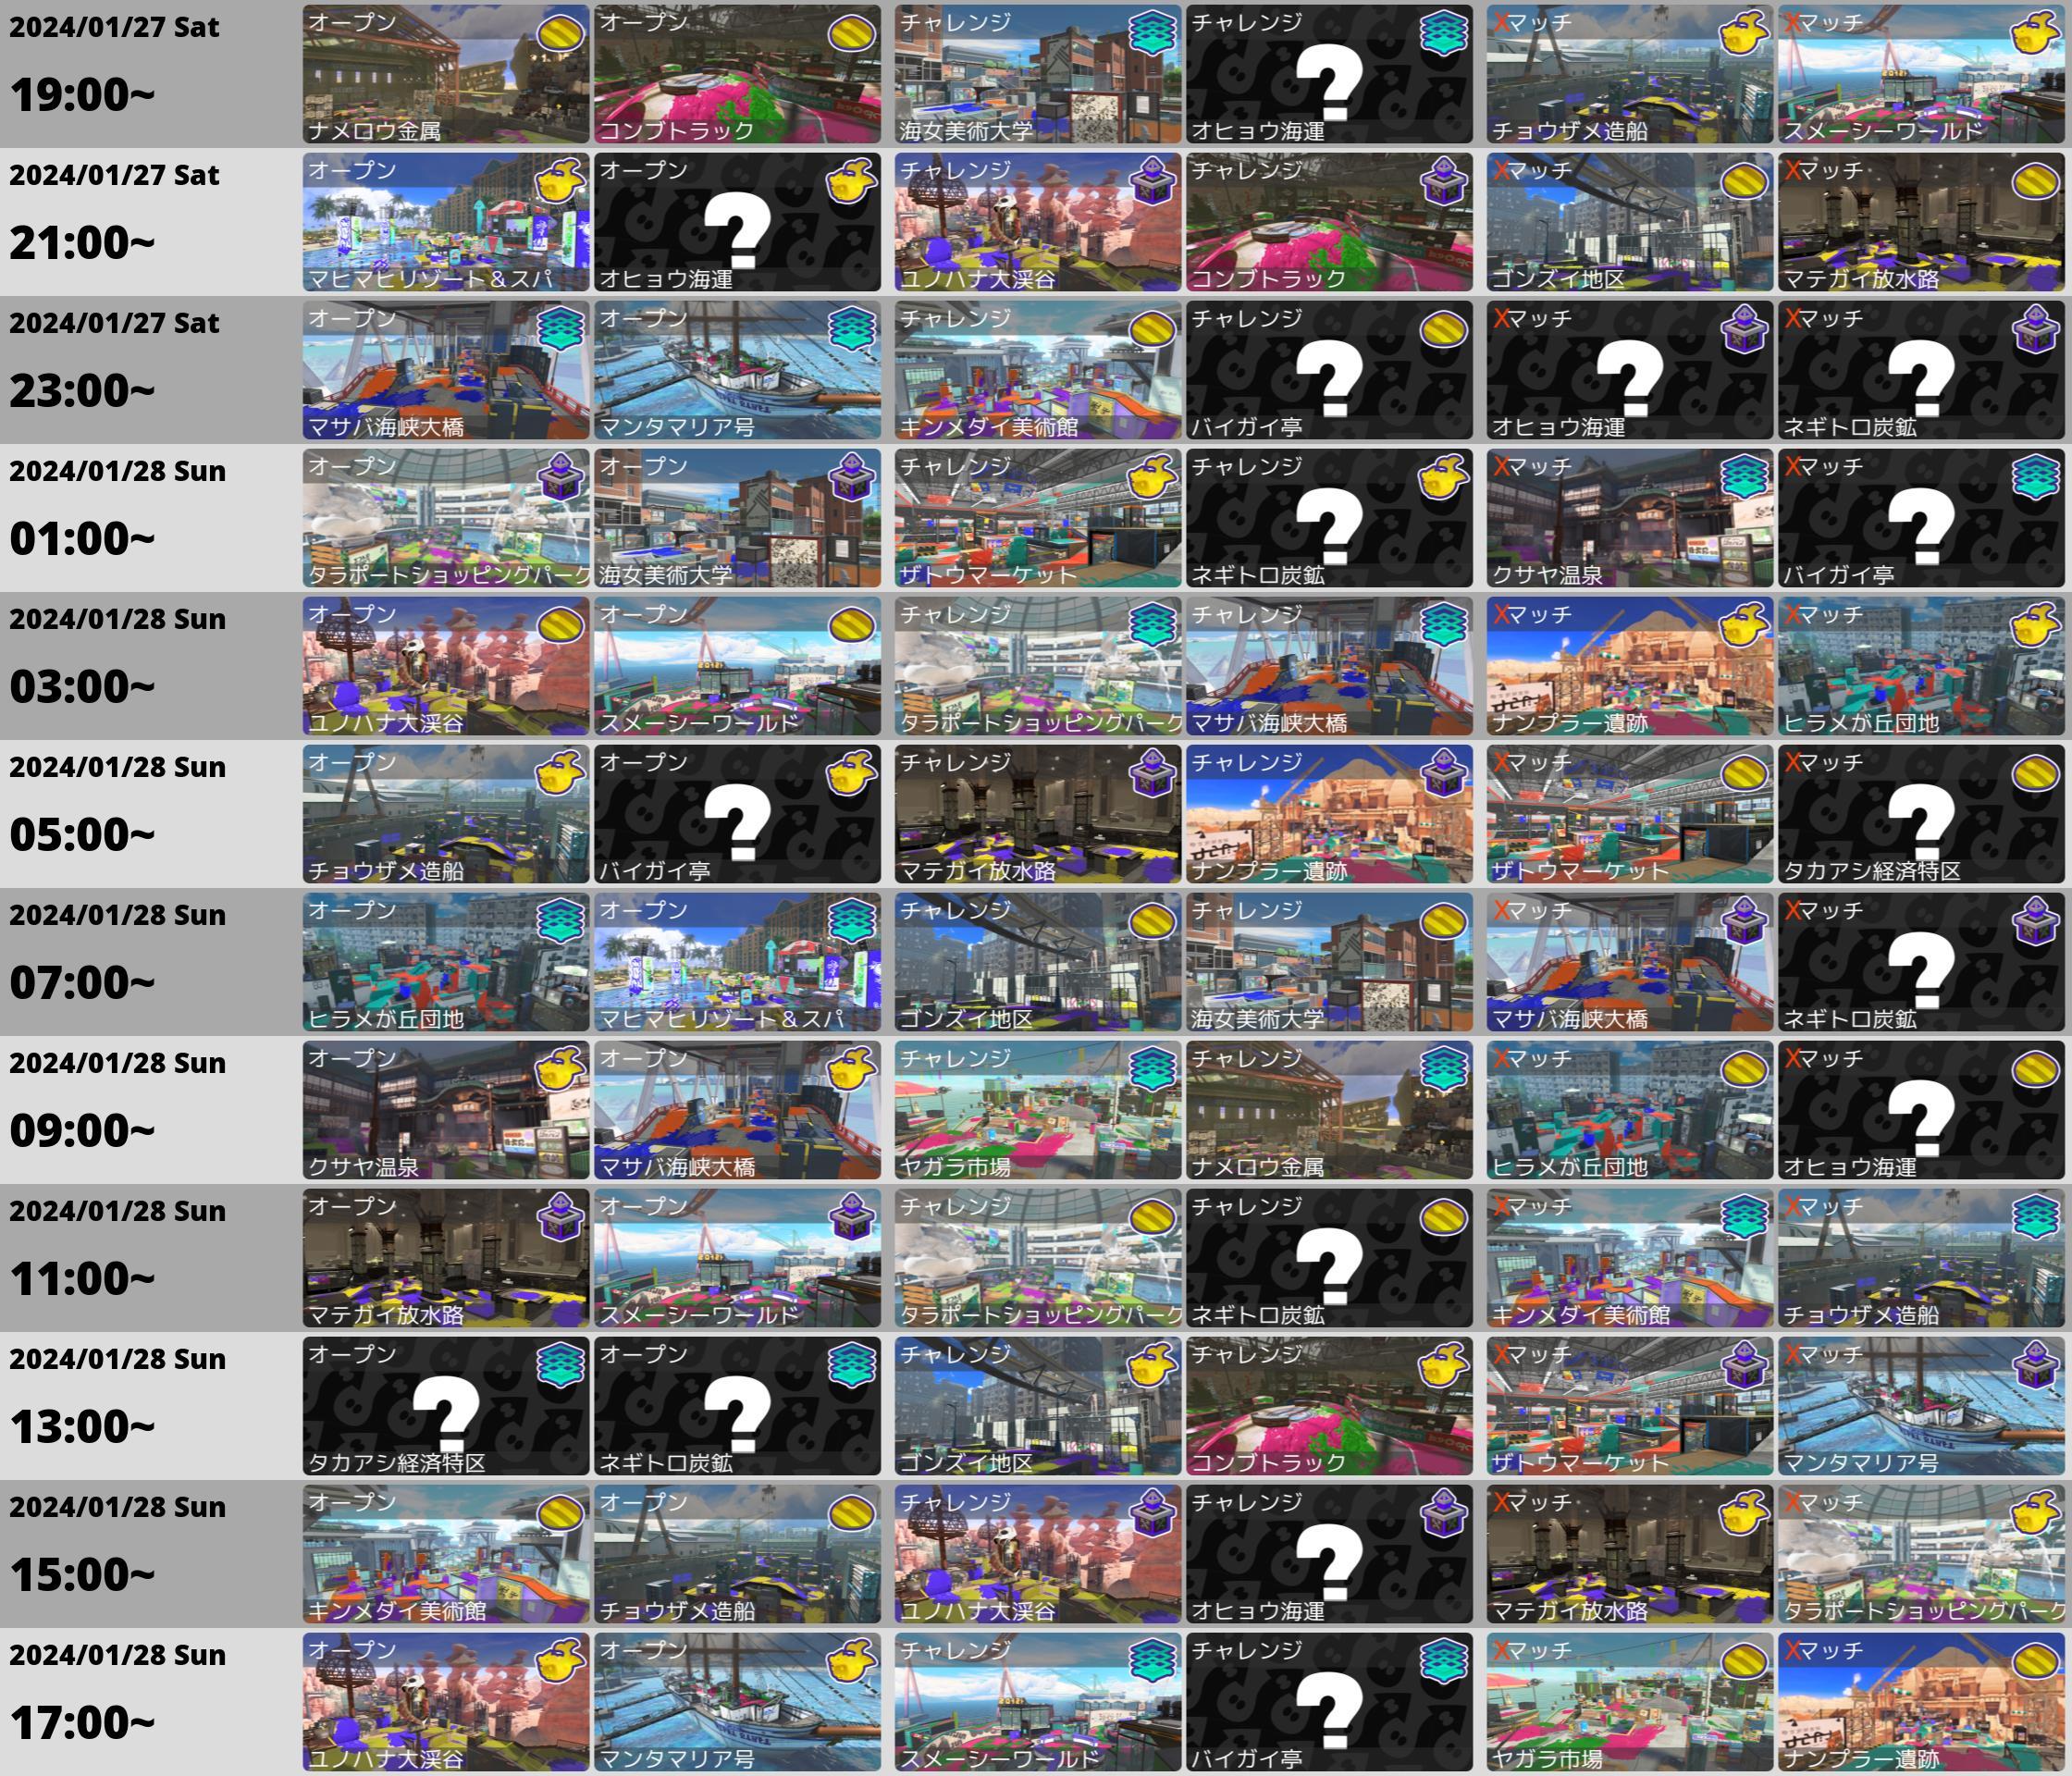 2024/01/27 Sat
19:00~
オープン オープン チャレンジ チャレンジ Xマッチ Xマッチ
ナメロウ金属 コンブトラック 海女美術大学 オヒョウ海運 チョウザメ造船 スメーシーワールド
2024/01/27 Sat
21:00~
オープン オープン チャレンジ チャレンジ Xマッチ Xマッチ
マヒマヒリゾート&スパ オヒョウ海運 ユノハナ大渓谷 コンブトラック ゴンズイ地区 マテガイ放水路
2024/01/27 Sat
23:00~
オープン オープン チャレンジ チャレンジ Xマッチ Xマッチ
マサバ海峡大橋 マンタマリア号 キンメダイ美術館 バイガイ亭 オヒョウ海運 ネギトロ炭鉱
2024/01/28 Sun
01:00~
オープン オープン チャレンジ チャレンジ Xマッチ Xマッチ
タラポートショッピングパーク 海女美術大学 ザトウマーケット ネギトロ炭鉱 クサヤ温泉 バイガイ亭
2024/01/28 Sun
03:00~
オープン オープン チャレンジ チャレンジ Xマッチ Xマッチ
ユノハナ大渓谷 スメーシーワールド タラポートショッピングパーク マサバ海峡大橋 ナンプラー遺跡 ヒラメが丘団地
2024/01/28 Sun
05:00~
オープン オープン チャレンジ チャレンジ Xマッチ Xマッチ
チョウザメ造船 バイガイ亭 マテガイ放水路 ナンプラー遺跡 ザトウマーケット タカアシ経済特区
2024/01/28 Sun
07:00~
オープン オープン チャレンジ チャレンジ Xマッチ Xマッチ
ヒラメが丘団地 マヒマヒリゾート&スパ ゴンズイ地区 海女美術大学 マサバ海峡大橋 ネギトロ炭鉱
2024/01/28 Sun
09:00~
オープン オープン チャレンジ チャレンジ Xマッチ Xマッチ
クサヤ温泉 マサバ海峡大橋 ヤガラ市場 ナメロウ金属 ヒラメが丘団地 オヒョウ海運
2024/01/28 Sun
11:00~
オープン オープン チャレンジ チャレンジ Xマッチ Xマッチ
マテガイ放水路 スメーシーワールド タラポートショッピングパーク ネギトロ炭鉱 キンメダイ美術館 チョウザメ造船
2024/01/28 Sun
13:00~
オープン オープン チャレンジ チャレンジ Xマッチ Xマッチ
タカアシ経済特区 ネギトロ炭鉱 ゴンズイ地区 コンブトラック ザトウマーケット マンタマリア号
2024/01/28 Sun
15:00~
オープン オープン チャレンジ チャレンジ Xマッチ Xマッチ
キンメダイ美術館 チョウザメ造船 ユノハナ大渓谷 オヒョウ海運 マテガイ放水路 タラポートショッピングパーク
2024/01/28 Sun
17:00~
オープン オープン チャレンジ チャレンジ Xマッチ Xマッチ
ユノハナ大渓谷 マンタマリア号 スメーシーワールド バイガイ亭 ヤガラ市場 ナンプラー遺跡